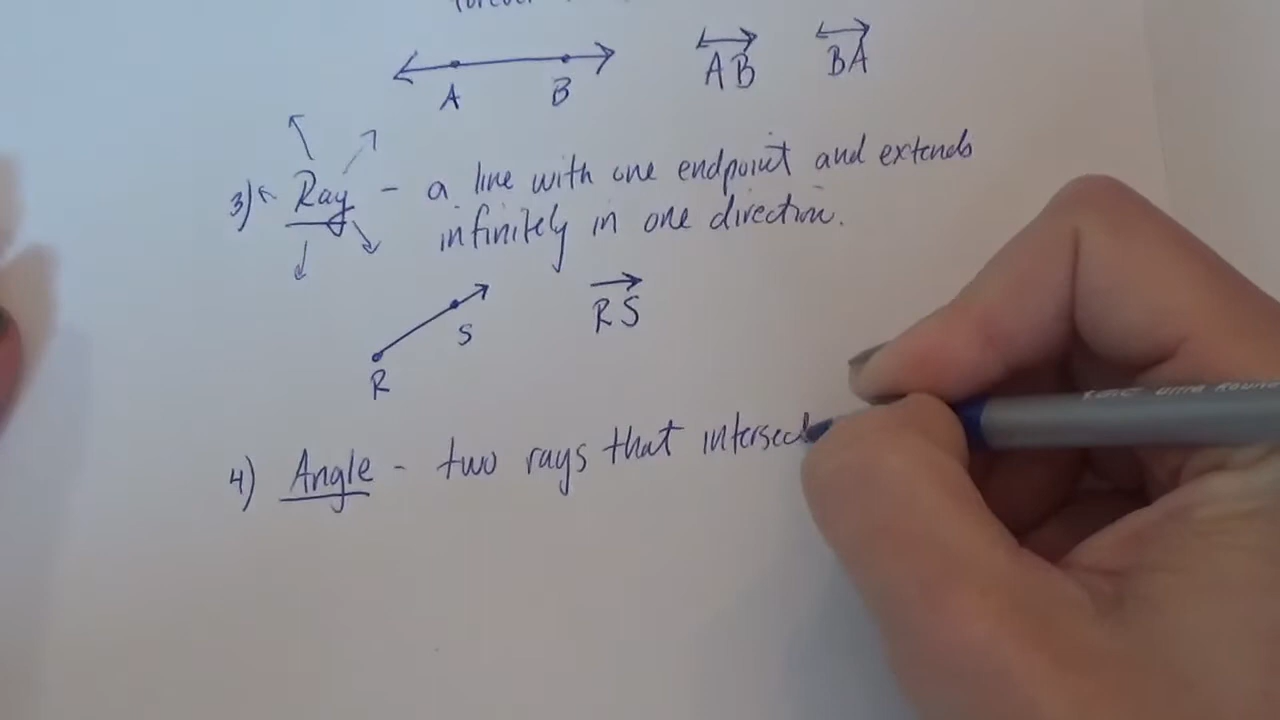 A B AB BA
3) Ray - a line with one endpoint and extends
infinitely in one direction.
R S RS
4) Angle - two rays that intersec